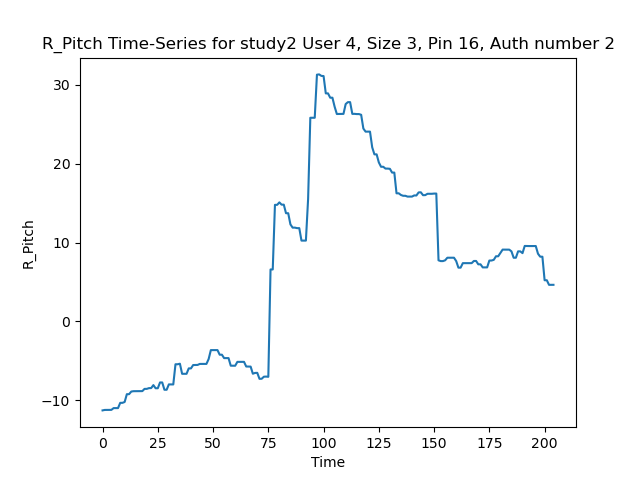 R_Pitch Time-Series for study2 User 4, Size 3, Pin 16, Auth number 2
30
20
10
0
−10
R_Pitch
0 25 50 75 100 125 150 175 200
Time